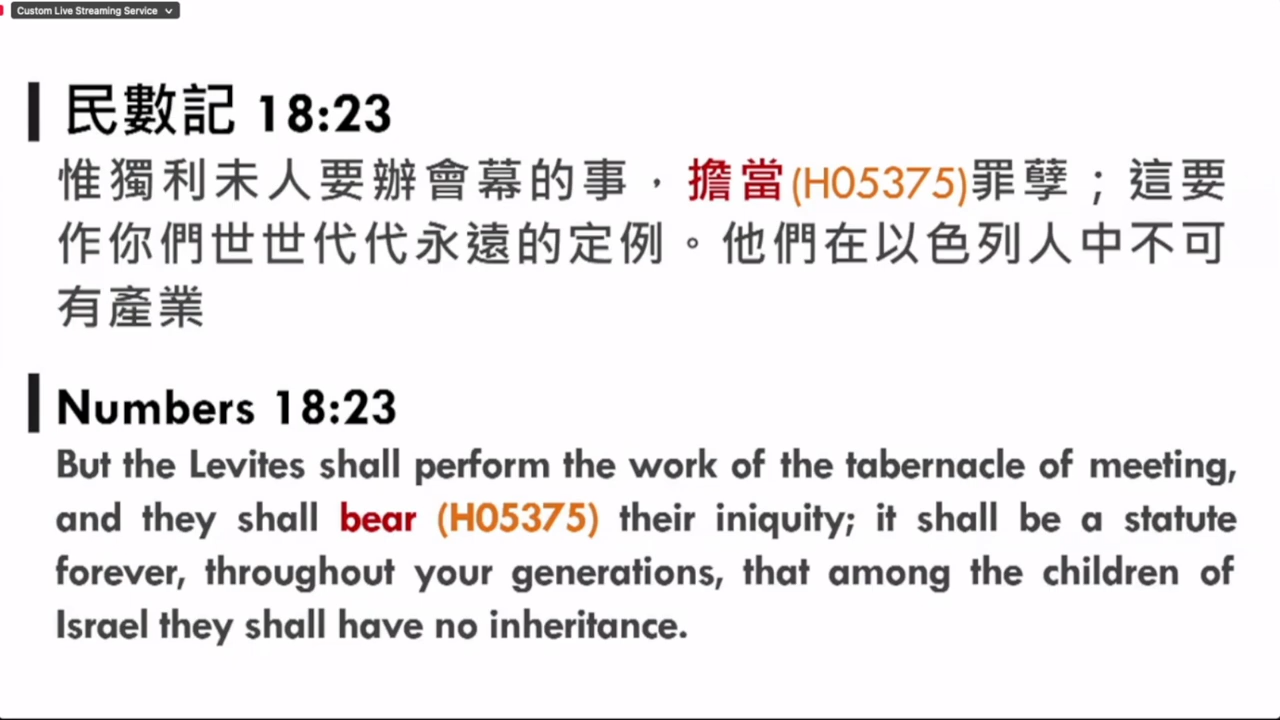 Custom Live Streaming Service
民數記 18:23
惟獨利未人要辦會幕的事，擔當(H05375)罪孽；這要
作你們世世代代永遠的定例。他們在以色列人中不可
有產業
Numbers 18:23
But the Levites shall perform the work of the tabernacle of meeting,
and they shall bear (H05375) their iniquity; it shall be a statute
forever, throughout your generations, that among the children of
Israel they shall have no inheritance.